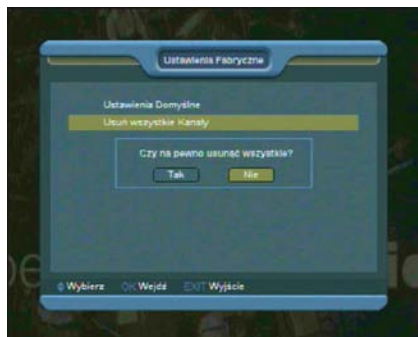 Ustawienia Fabryczne
Ustawienia Domyślne
Usuń wszystkie Kanały
Czy na pewno usunąć wszystkie?
Tak Nie
Wybierz OK Wejdź EXIT Wyjście